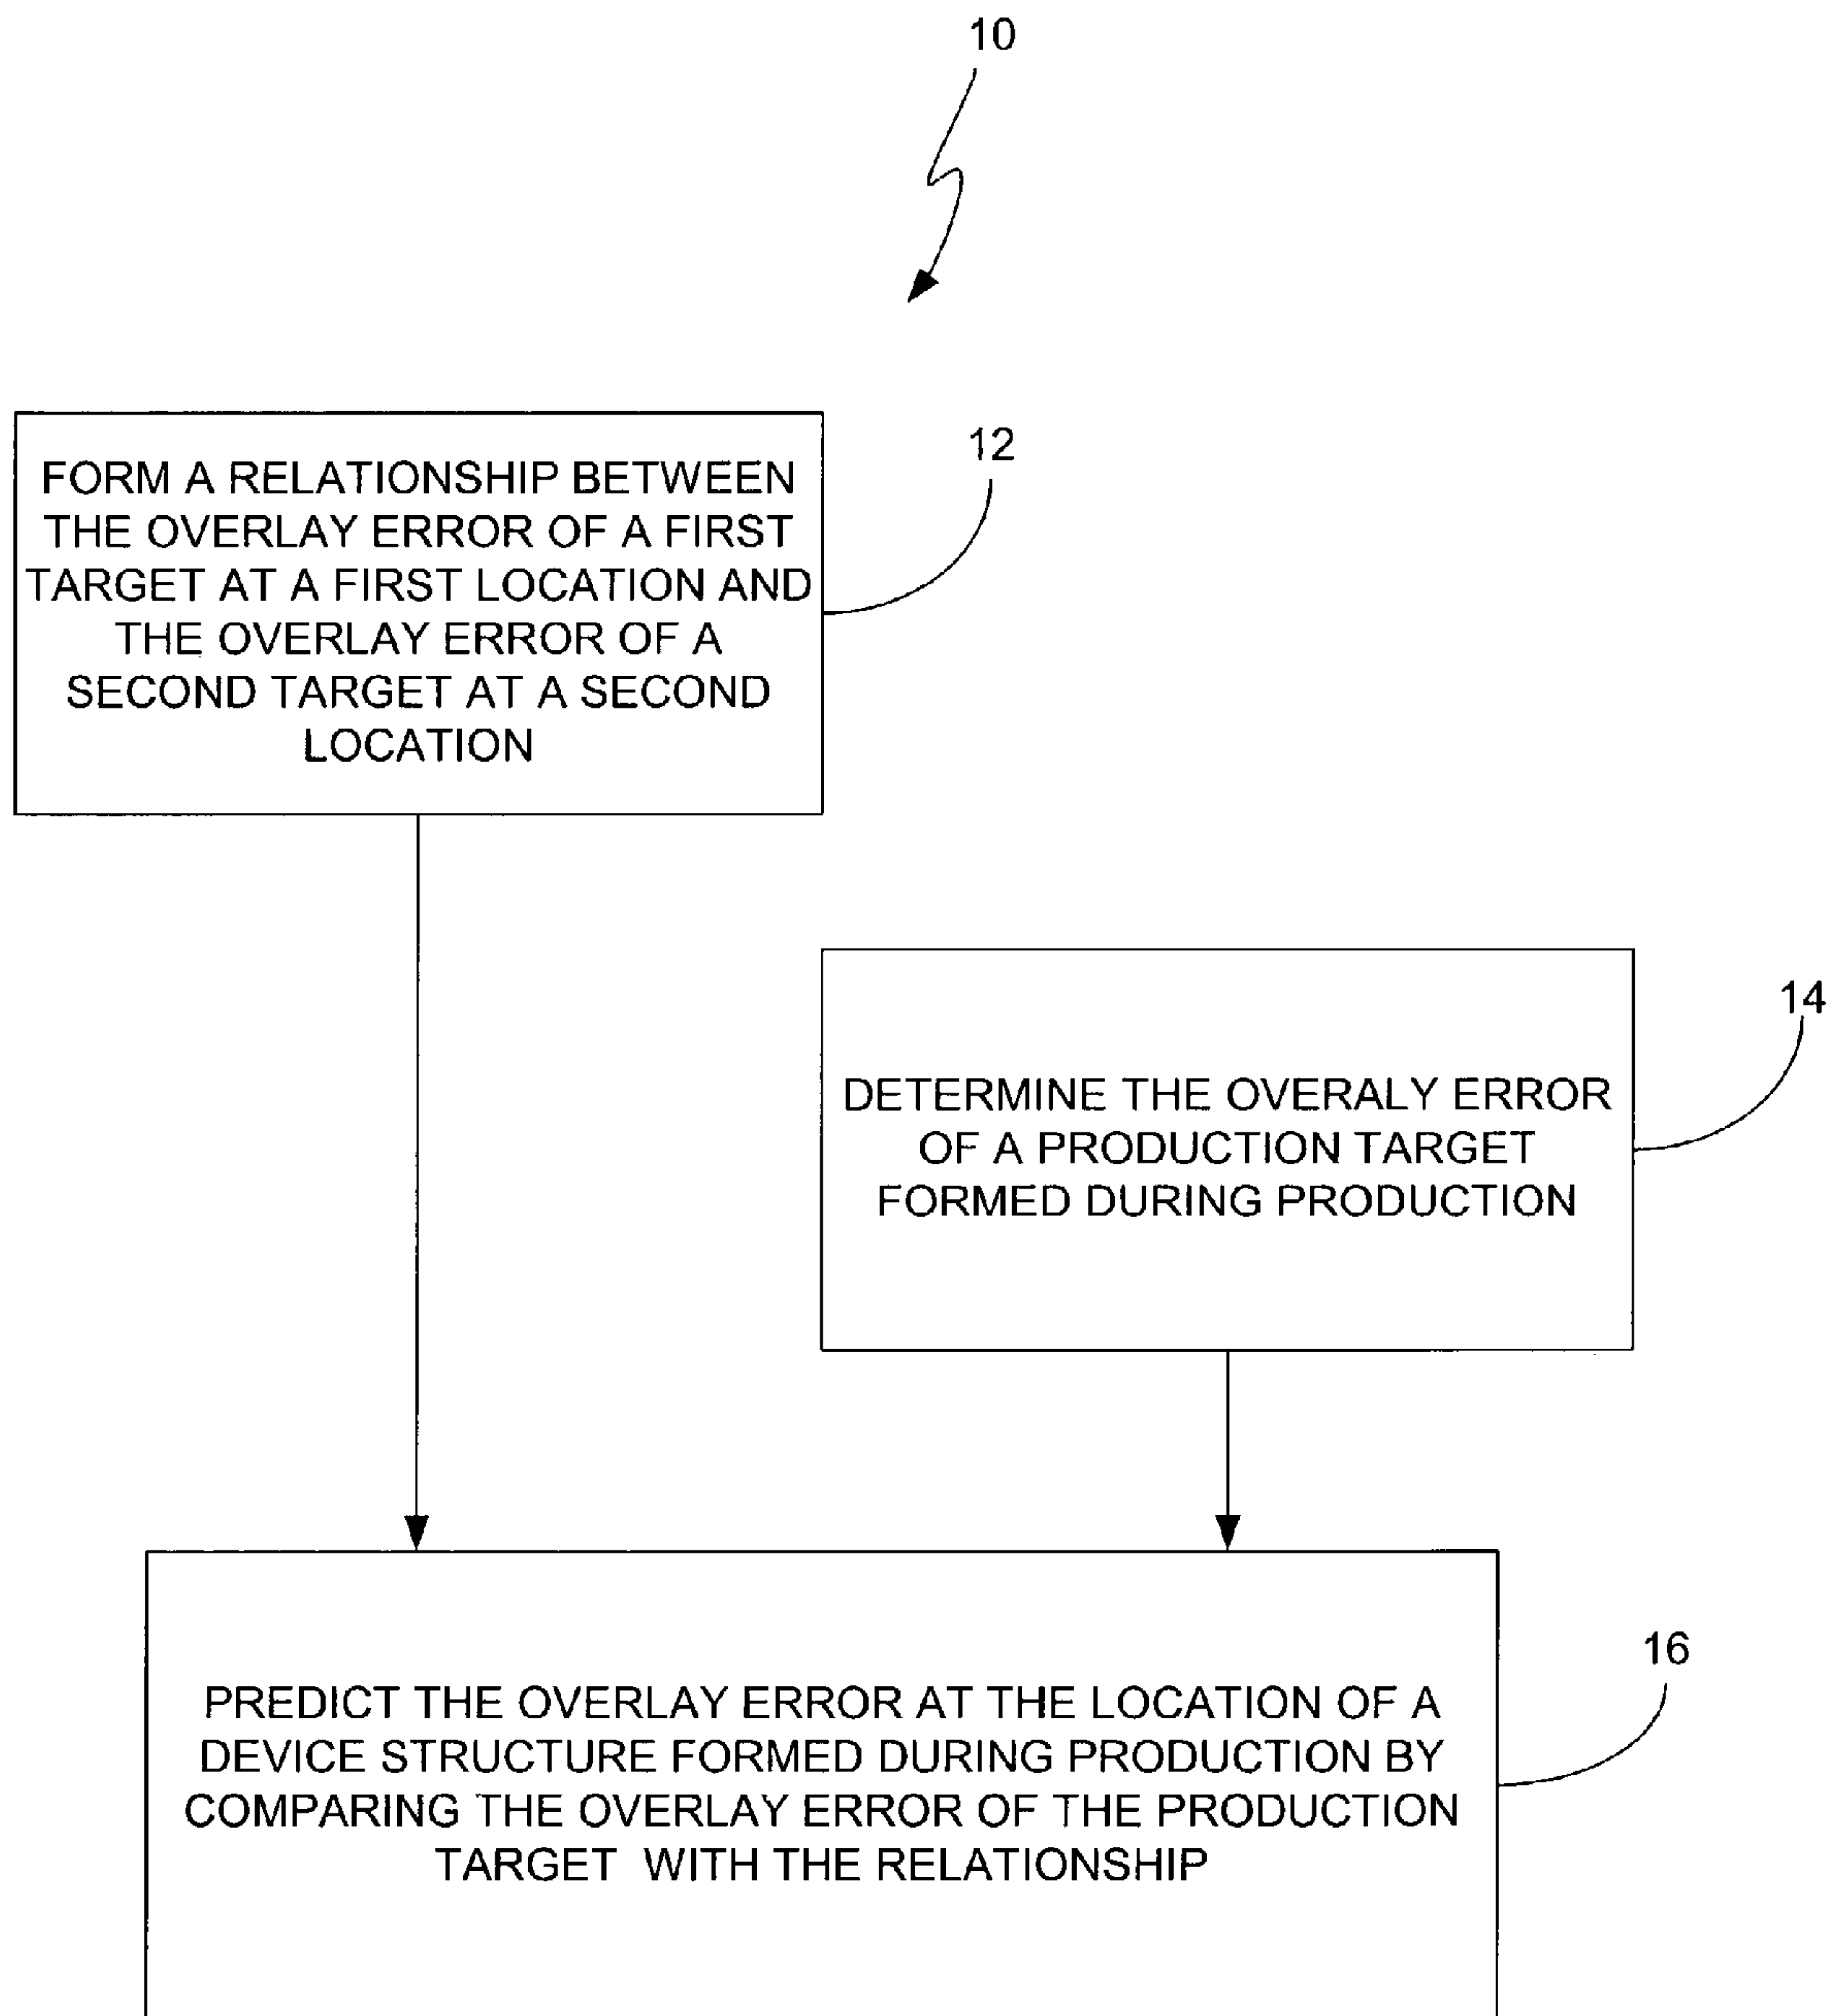 10
FORM A RELATIONSHIP BETWEEN
THE OVERLAY ERROR OF A FIRST
TARGET AT A FIRST LOCATION AND
THE OVERLAY ERROR OF A
SECOND TARGET AT A SECOND
LOCATION
12
DETERMINE THE OVERALY ERROR
OF A PRODUCTION TARGET
FORMED DURING PRODUCTION
14
PREDICT THE OVERLAY ERROR AT THE LOCATION OF A
DEVICE STRUCTURE FORMED DURING PRODUCTION BY
COMPARING THE OVERLAY ERROR OF THE PRODUCTION
TARGET WITH THE RELATIONSHIP
16